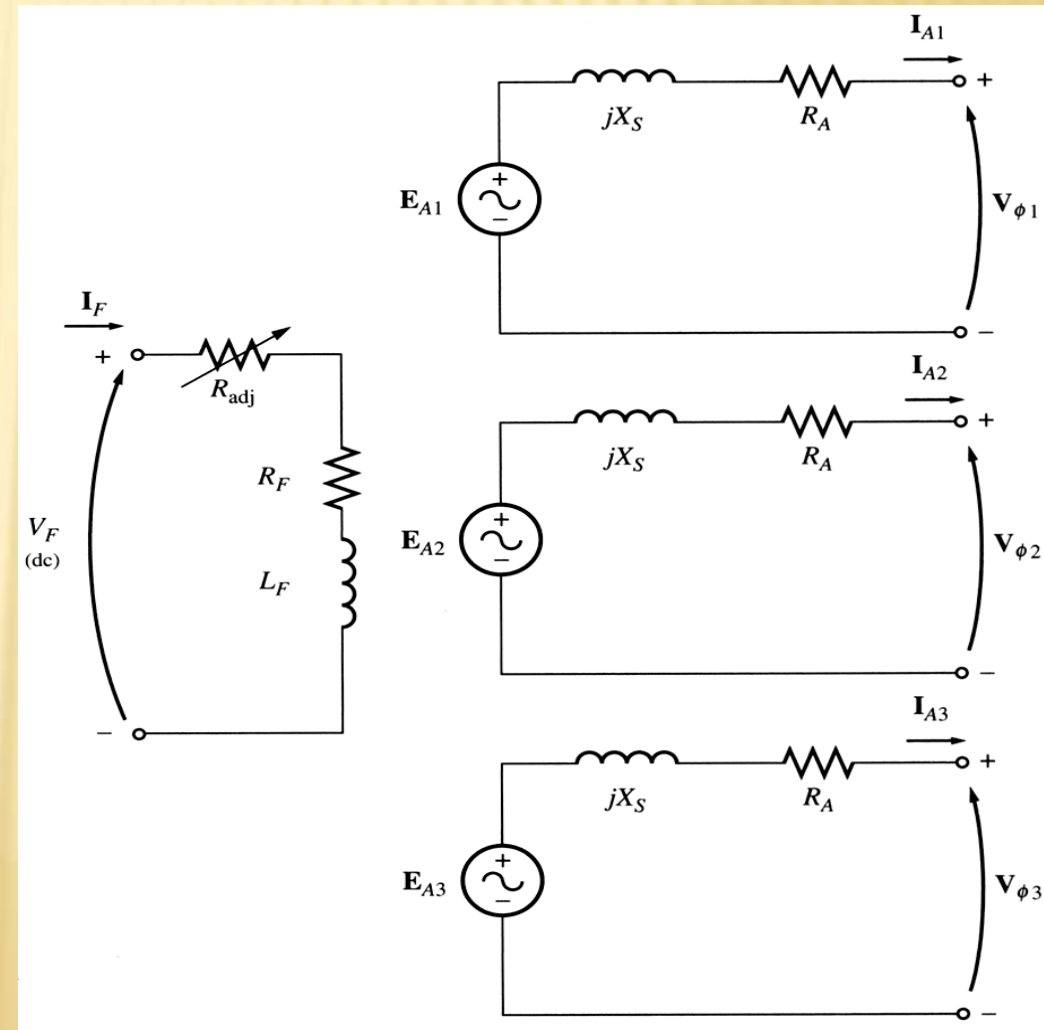 I_F
+
R_adj
R_F
V_F
(dc)
L_F
−
I_A1
+
jX_S
R_A
E_A1
+
−
V_ϕ1
−
I_A2
+
jX_S
R_A
E_A2
+
−
V_ϕ2
−
I_A3
+
jX_S
R_A
E_A3
+
−
V_ϕ3
−